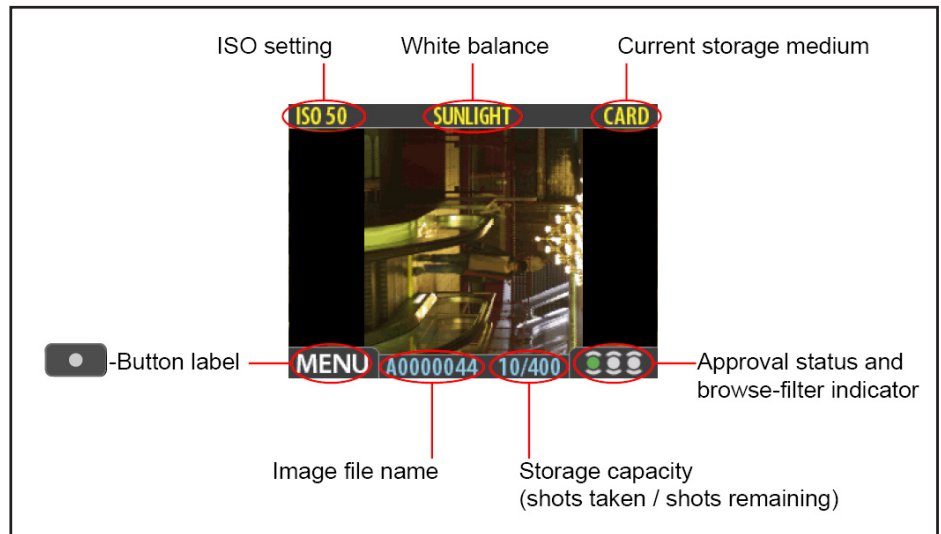 ISO setting
White balance
Current storage medium
ISO 50
SUNLIGHT
CARD
-Button label
MENU
A0000044
10/400
Approval status and
browse-filter indicator
Image file name
Storage capacity
(shots taken / shots remaining)